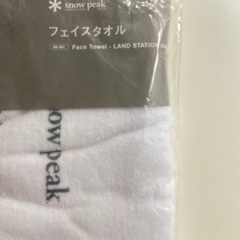 snow peak
フェイスタオル
Face Towel - LAND STATION
snow peak